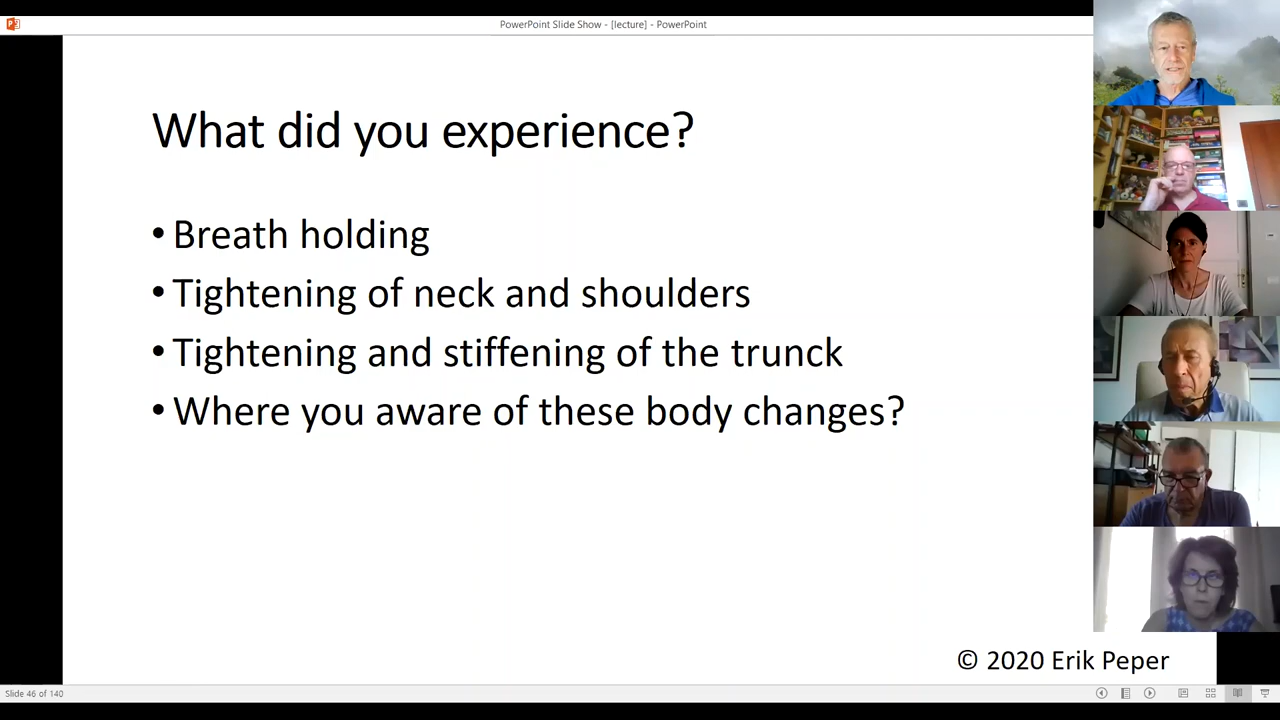 PowerPoint Slide Show - [lecture] - PowerPoint
What did you experience?
• Breath holding
• Tightening of neck and shoulders
• Tightening and stiffening of the trunck
• Where you aware of these body changes?
© 2020 Erik Peper
Slide 46 of 140